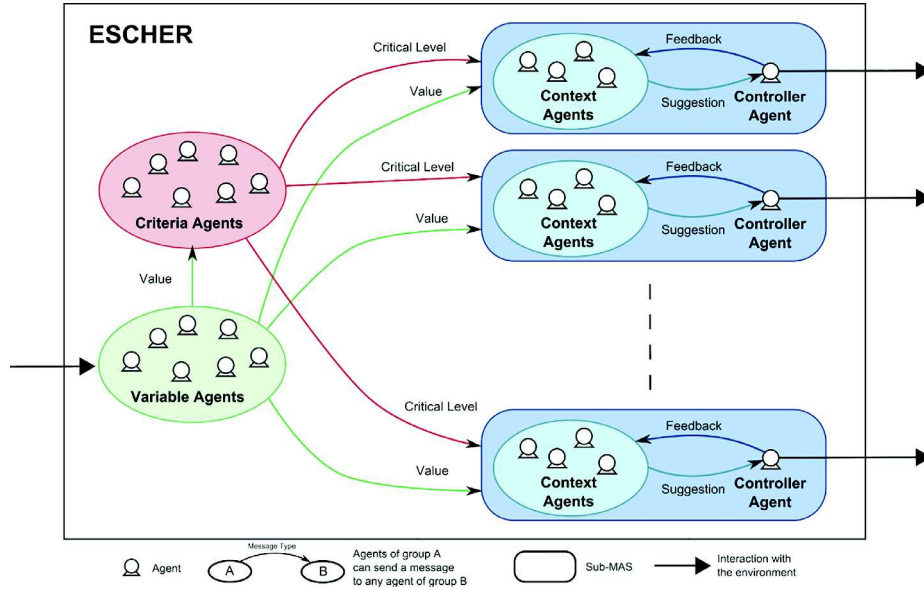 ESCHER
Critical Level
Value
Feedback
Context
Agents
Suggestion
Controller
Agent
Criteria Agents
Critical Level
Value
Feedback
Context
Agents
Suggestion
Controller
Agent
Value
Variable Agents
Critical Level
Value
Feedback
Context
Agents
Suggestion
Controller
Agent
Agent
Message Type
A
B
Agents of group A
can send a message
to any agent of group B
Sub-MAS
Interaction with
the environment